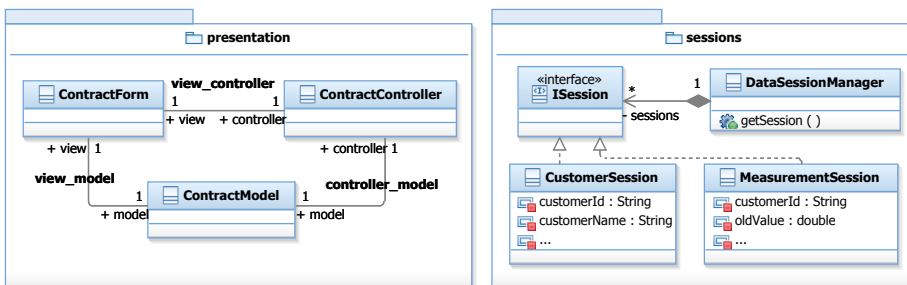 presentation
view_controller
ContractForm
ContractController
1
1
+ view
+ controller
+ view 1
+ controller 1
view_model
controller_model
ContractModel
1
1
+ model
+ model
sessions
«interface»
ISession
DataSessionManager
*
1
- sessions
getSession ( )
CustomerSession
customerId : String
customerName : String
...
MeasurementSession
customerId : String
oldValue : double
...